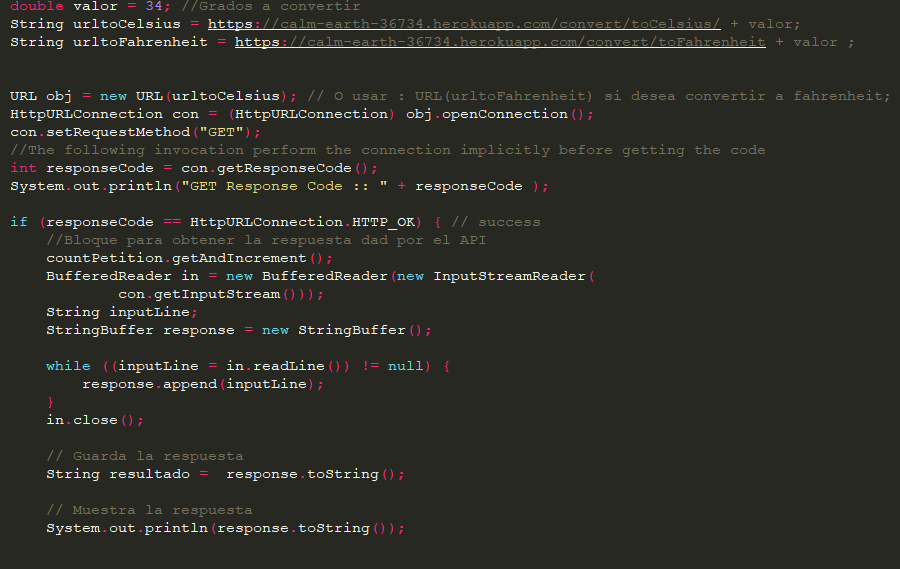 double valor = 34; //Grados a convertir
String urltoCelsius = https://calm-earth-36734.herokuapp.com/convert/toCelsius/ + valor;
String urltoFahrenheit = https://calm-earth-36734.herokuapp.com/convert/toFahrenheit + valor ;
URL obj = new URL(urltoCelsius); // O usar : URL(urltoFahrenheit) si desea convertir a fahrenheit;
HttpURLConnection con = (HttpURLConnection) obj.openConnection();
con.setRequestMethod("GET");
//The following invocation perform the connection implicitly before getting the code
int responseCode = con.getResponseCode();
System.out.println("GET Response Code :: " + responseCode );
if (responseCode == HttpURLConnection.HTTP_OK) { // success
//Bloque para obtener la respuesta dad por el API
countPetition.getAndIncrement();
BufferedReader in = new BufferedReader(new InputStreamReader(
con.getInputStream()));
String inputLine;
StringBuffer response = new StringBuffer();
while ((inputLine = in.readLine()) != null) {
response.append(inputLine);
}
in.close();
// Guarda la respuesta
String resultado =  response.toString();
// Muestra la respuesta
System.out.println(response.toString());